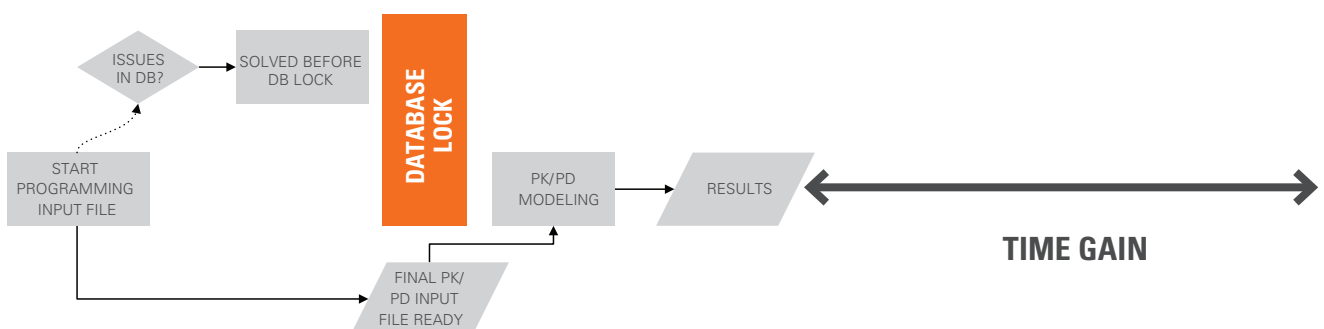 ISSUES
IN DB?
SOLVED BEFORE
DB LOCK
DATABASE
LOCK
START
PROGRAMMING
INPUT FILE
PK/PD
MODELING
RESULTS
TIME GAIN
FINAL PK/
PD INPUT
FILE READY